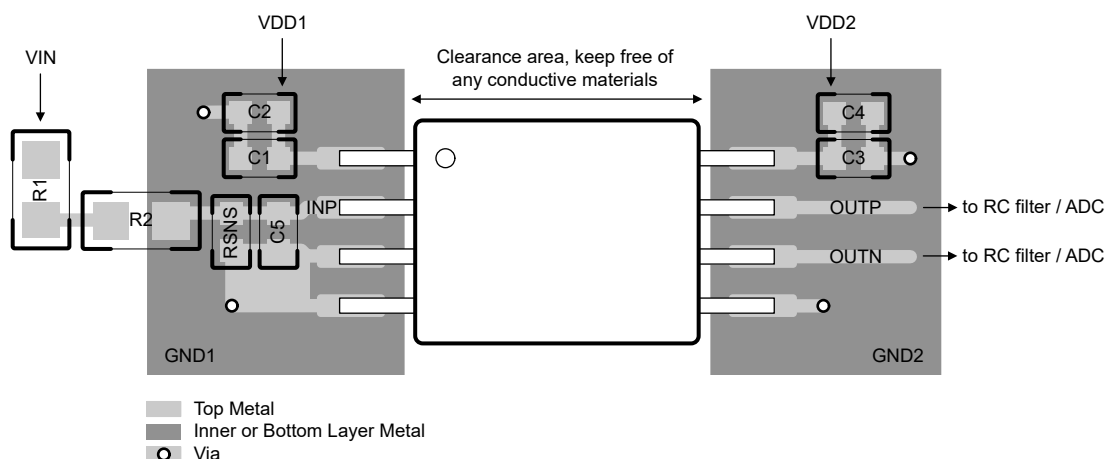 VDD1
VDD2
VIN
Clearance area, keep free of
any conductive materials
C2
C4
C1
C3
R1
R2
RSNS
C5
INP
OUTP
to RC filter / ADC
OUTN
to RC filter / ADC
GND1
GND2
Top Metal
Inner or Bottom Layer Metal
Via